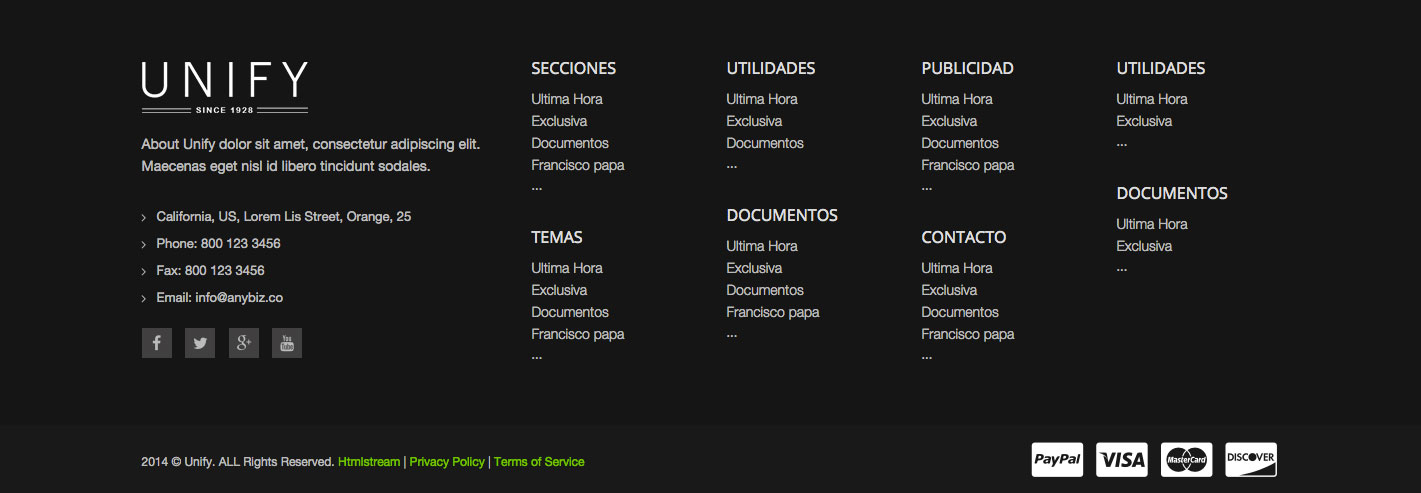 UNIFY
SINCE 1928
About Unify dolor sit amet, consectetur adipiscing elit.
Maecenas eget nisl id libero tincidunt sodales.
California, US, Lorem Lis Street, Orange, 25
Phone: 800 123 3456
Fax: 800 123 3456
Email: info@anybiz.co
You
Tube
SECCIONES
Ultima Hora
Exclusiva
Documentos
Francisco papa
...
TEMAS
Ultima Hora
Exclusiva
Documentos
Francisco papa
...
UTILIDADES
Ultima Hora
Exclusiva
Documentos
...
DOCUMENTOS
Ultima Hora
Exclusiva
Documentos
Francisco papa
...
PUBLICIDAD
Ultima Hora
Exclusiva
Documentos
Francisco papa
...
CONTACTO
Ultima Hora
Exclusiva
Documentos
Francisco papa
...
UTILIDADES
Ultima Hora
Exclusiva
...
DOCUMENTOS
Ultima Hora
Exclusiva
...
2014 © Unify. ALL Rights Reserved. Htmlstream | Privacy Policy | Terms of Service
PayPal VISA MasterCard DISCOVER